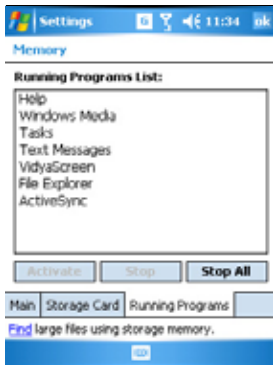 Settings 11:34 ok
Memory
Running Programs List:
Help
Windows Media
Tasks
Text Messages
VidyaScreen
File Explorer
ActiveSync
Activate Stop Stop All
Main Storage Card Running Programs
Find large files using storage memory.